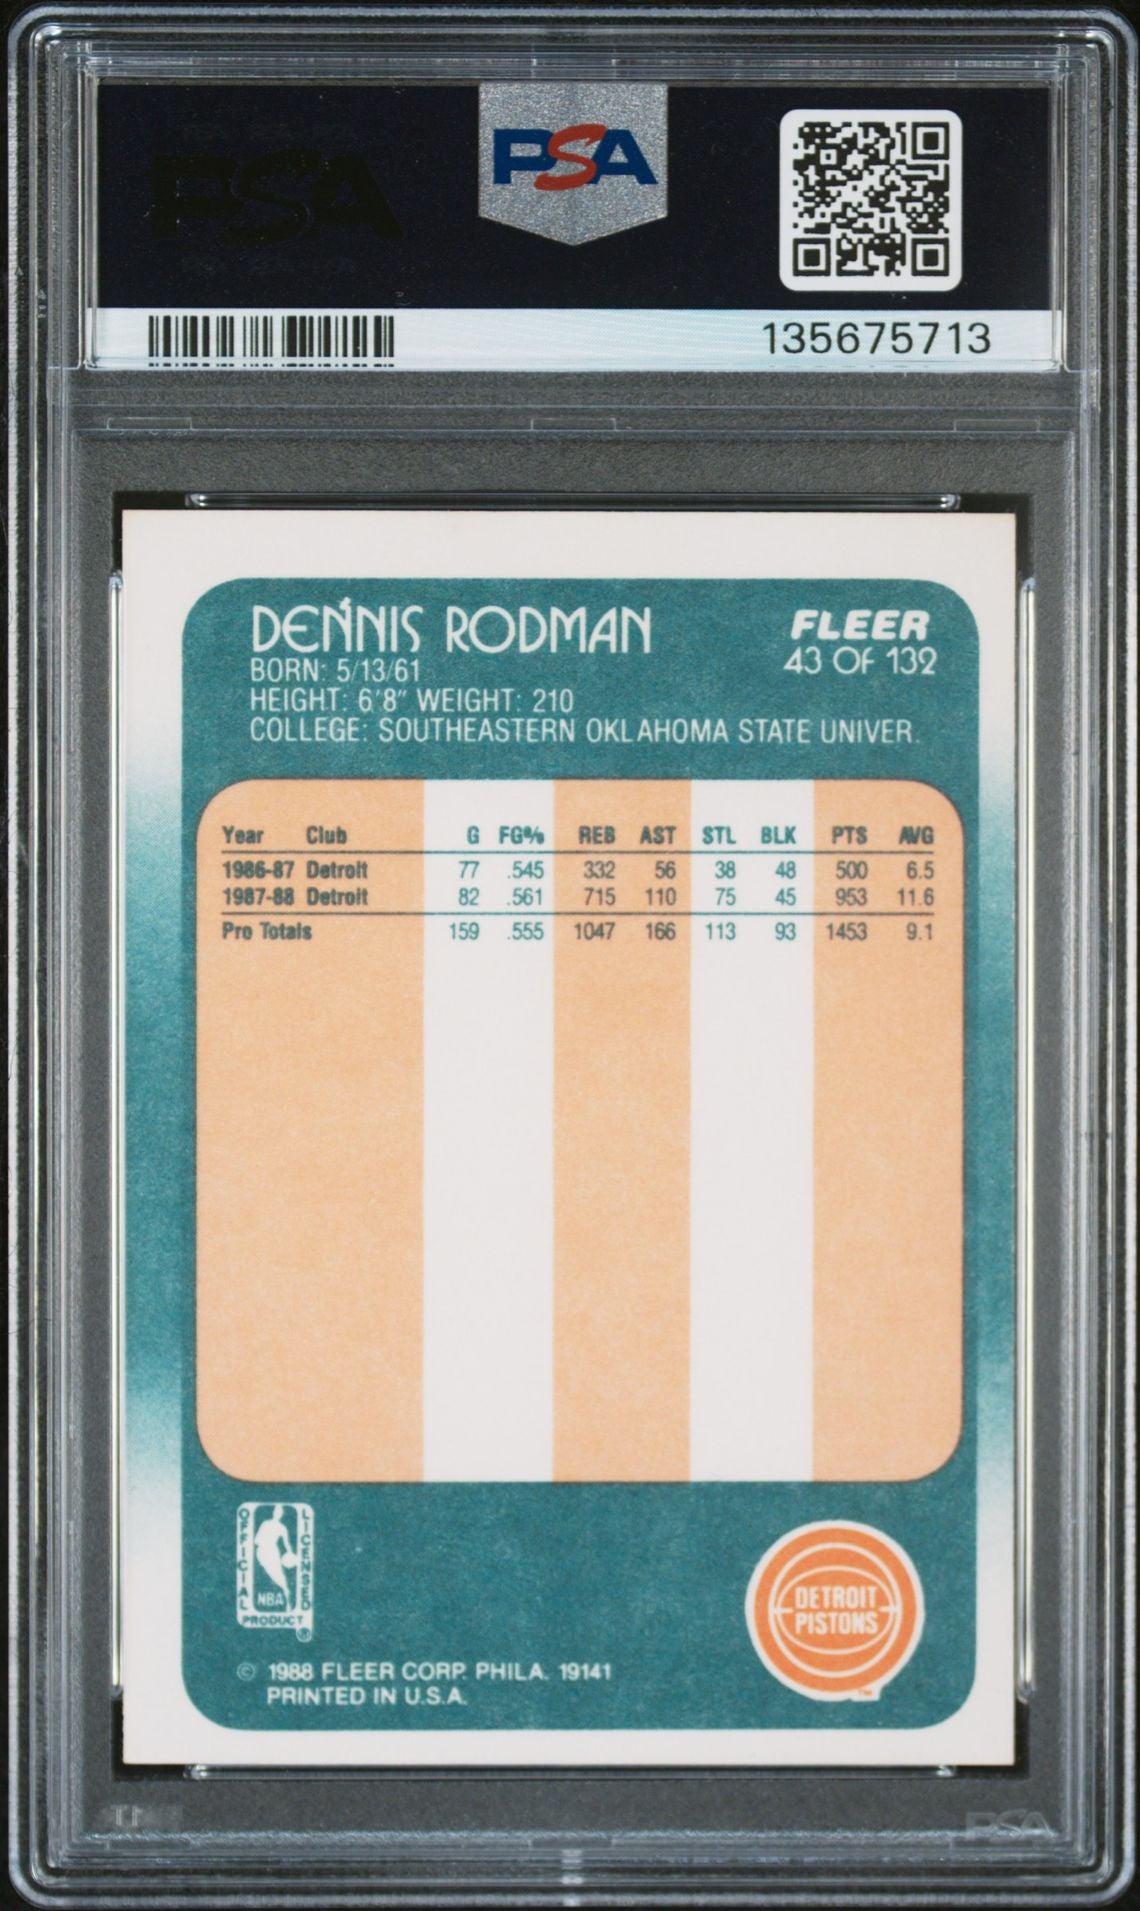 PSA
PSA
135675713
DENNIS RODMAN
FLEER
43 OF 132
BORN: 5/13/61
HEIGHT: 6'8" WEIGHT: 210
COLLEGE: SOUTHEASTERN OKLAHOMA STATE UNIVER.
Year Club G FG% REB AST STL BLK PTS AVG
1986-87 Detroit 77 .545 332 56 38 48 500 6.5
1987-88 Detroit 82 .561 715 110 75 45 953 11.6
Pro Totals 159 .555 1047 166 113 93 1453 9.1
OFFICIAL
LICENSED
NBA
PRODUCT
®
DETROIT
PISTONS
™
© 1988 FLEER CORP. PHILA. 19141
PRINTED IN U.S.A.
PSA